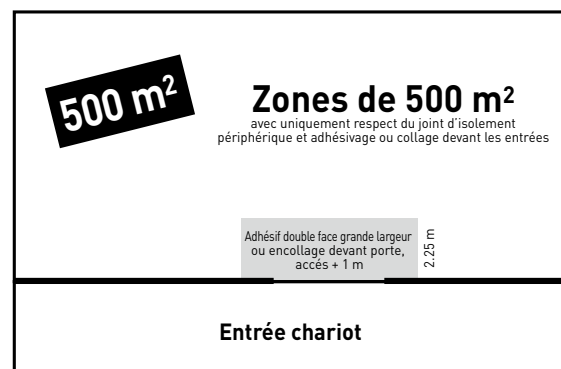 500 m²
Zones de 500 m²
avec uniquement respect du joint d'isolement
périphérique et adhésivage ou collage devant les entrées
Adhésif double face grande largeur
ou encollage devant porte,
accés + 1 m
2.25 m
Entrée chariot